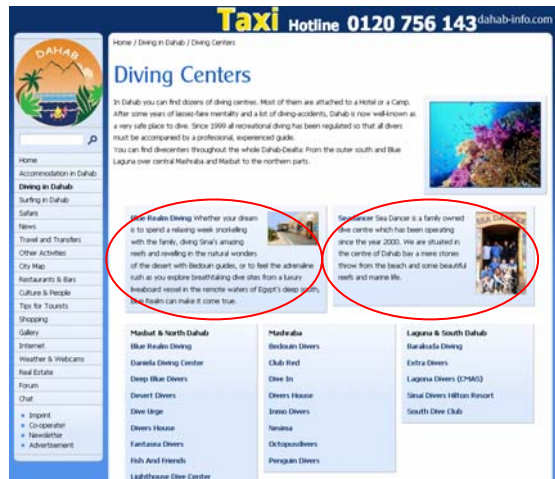 Taxi Hotline 0120 756 143
dahab-info.com
DAHAB
Home / Diving in Dahab / Diving Centers
Diving Centers
In Dahab you can find dozens of diving centres. Most of them are attached to a Hotel or a Camp.
After some years of laissez-faire mentality and a lot of diving-accidents, Dahab is now well-known as
a very safe place to dive. Since 1999 all recreational diving has been regulated so that all divers
must be accompanied by a professional, experienced guide.
You can find divecenters throughout the whole Dahab-Dealta: From the outer south and Blue
Laguna over central Mashraba and Masbat to the northern parts.
Home
Accommodation in Dahab
Diving in Dahab
Surfing in Dahab
Safaris
News
Travel and Transfers
Other Activities
City Map
Restaurants & Bars
Culture & People
Tips for Tourists
Shopping
Gallery
Internet
Weather & Webcams
Real Estate
Forum
Chat
Imprint
Co-operate!
Newsletter
Advertisement
Blue Realm Diving Whether your dream
is to spend a relaxing week snorkelling
with the family, diving Sinai's amazing
reefs and revelling in the natural wonders
of the desert with Bedouin guides, or to feel the adrenaline
rush as you explore breathtaking dive sites from a luxury
liveaboard vessel in the remote waters of Egypt's deep south,
Blue Realm can make it come true.
Seadancer Sea Dancer is a family owned
dive centre which has been operating
since the year 2000. We are situated in
the centre of Dahab bay a mere stones
throw from the beach and some beautiful
reefs and marine life.
SEA DANCER
Masbat & North Dahab
Blue Realm Diving
Daniela Diving Center
Deep Blue Divers
Desert Divers
Dive Urge
Divers House
Fantasea Divers
Fish And Friends
Lighthouse Dive Center
Mashraba
Bedouin Divers
Club Red
Dive In
Divers House
Inmo Divers
Nesima
Octopusdivers
Penguin Divers
Laguna & South Dahab
Barakuda Diving
Extra Divers
Lagona Divers (CMAS)
Sinai Divers Hilton Resort
South Dive Club